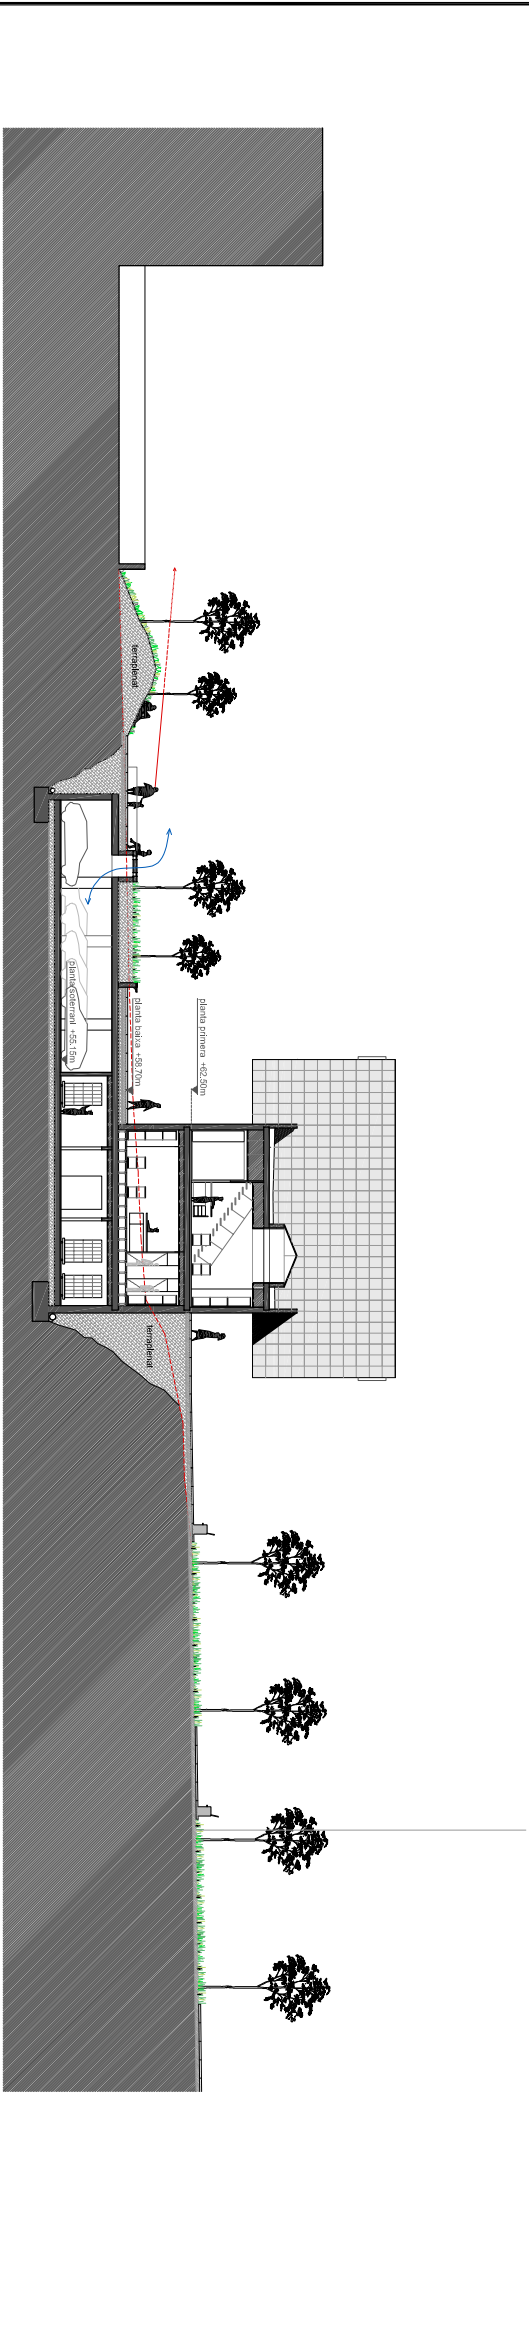 terraplenat
planta primera +62.50m
planta baixa +58.70m
planta soterrani +55.15m
terraplenat